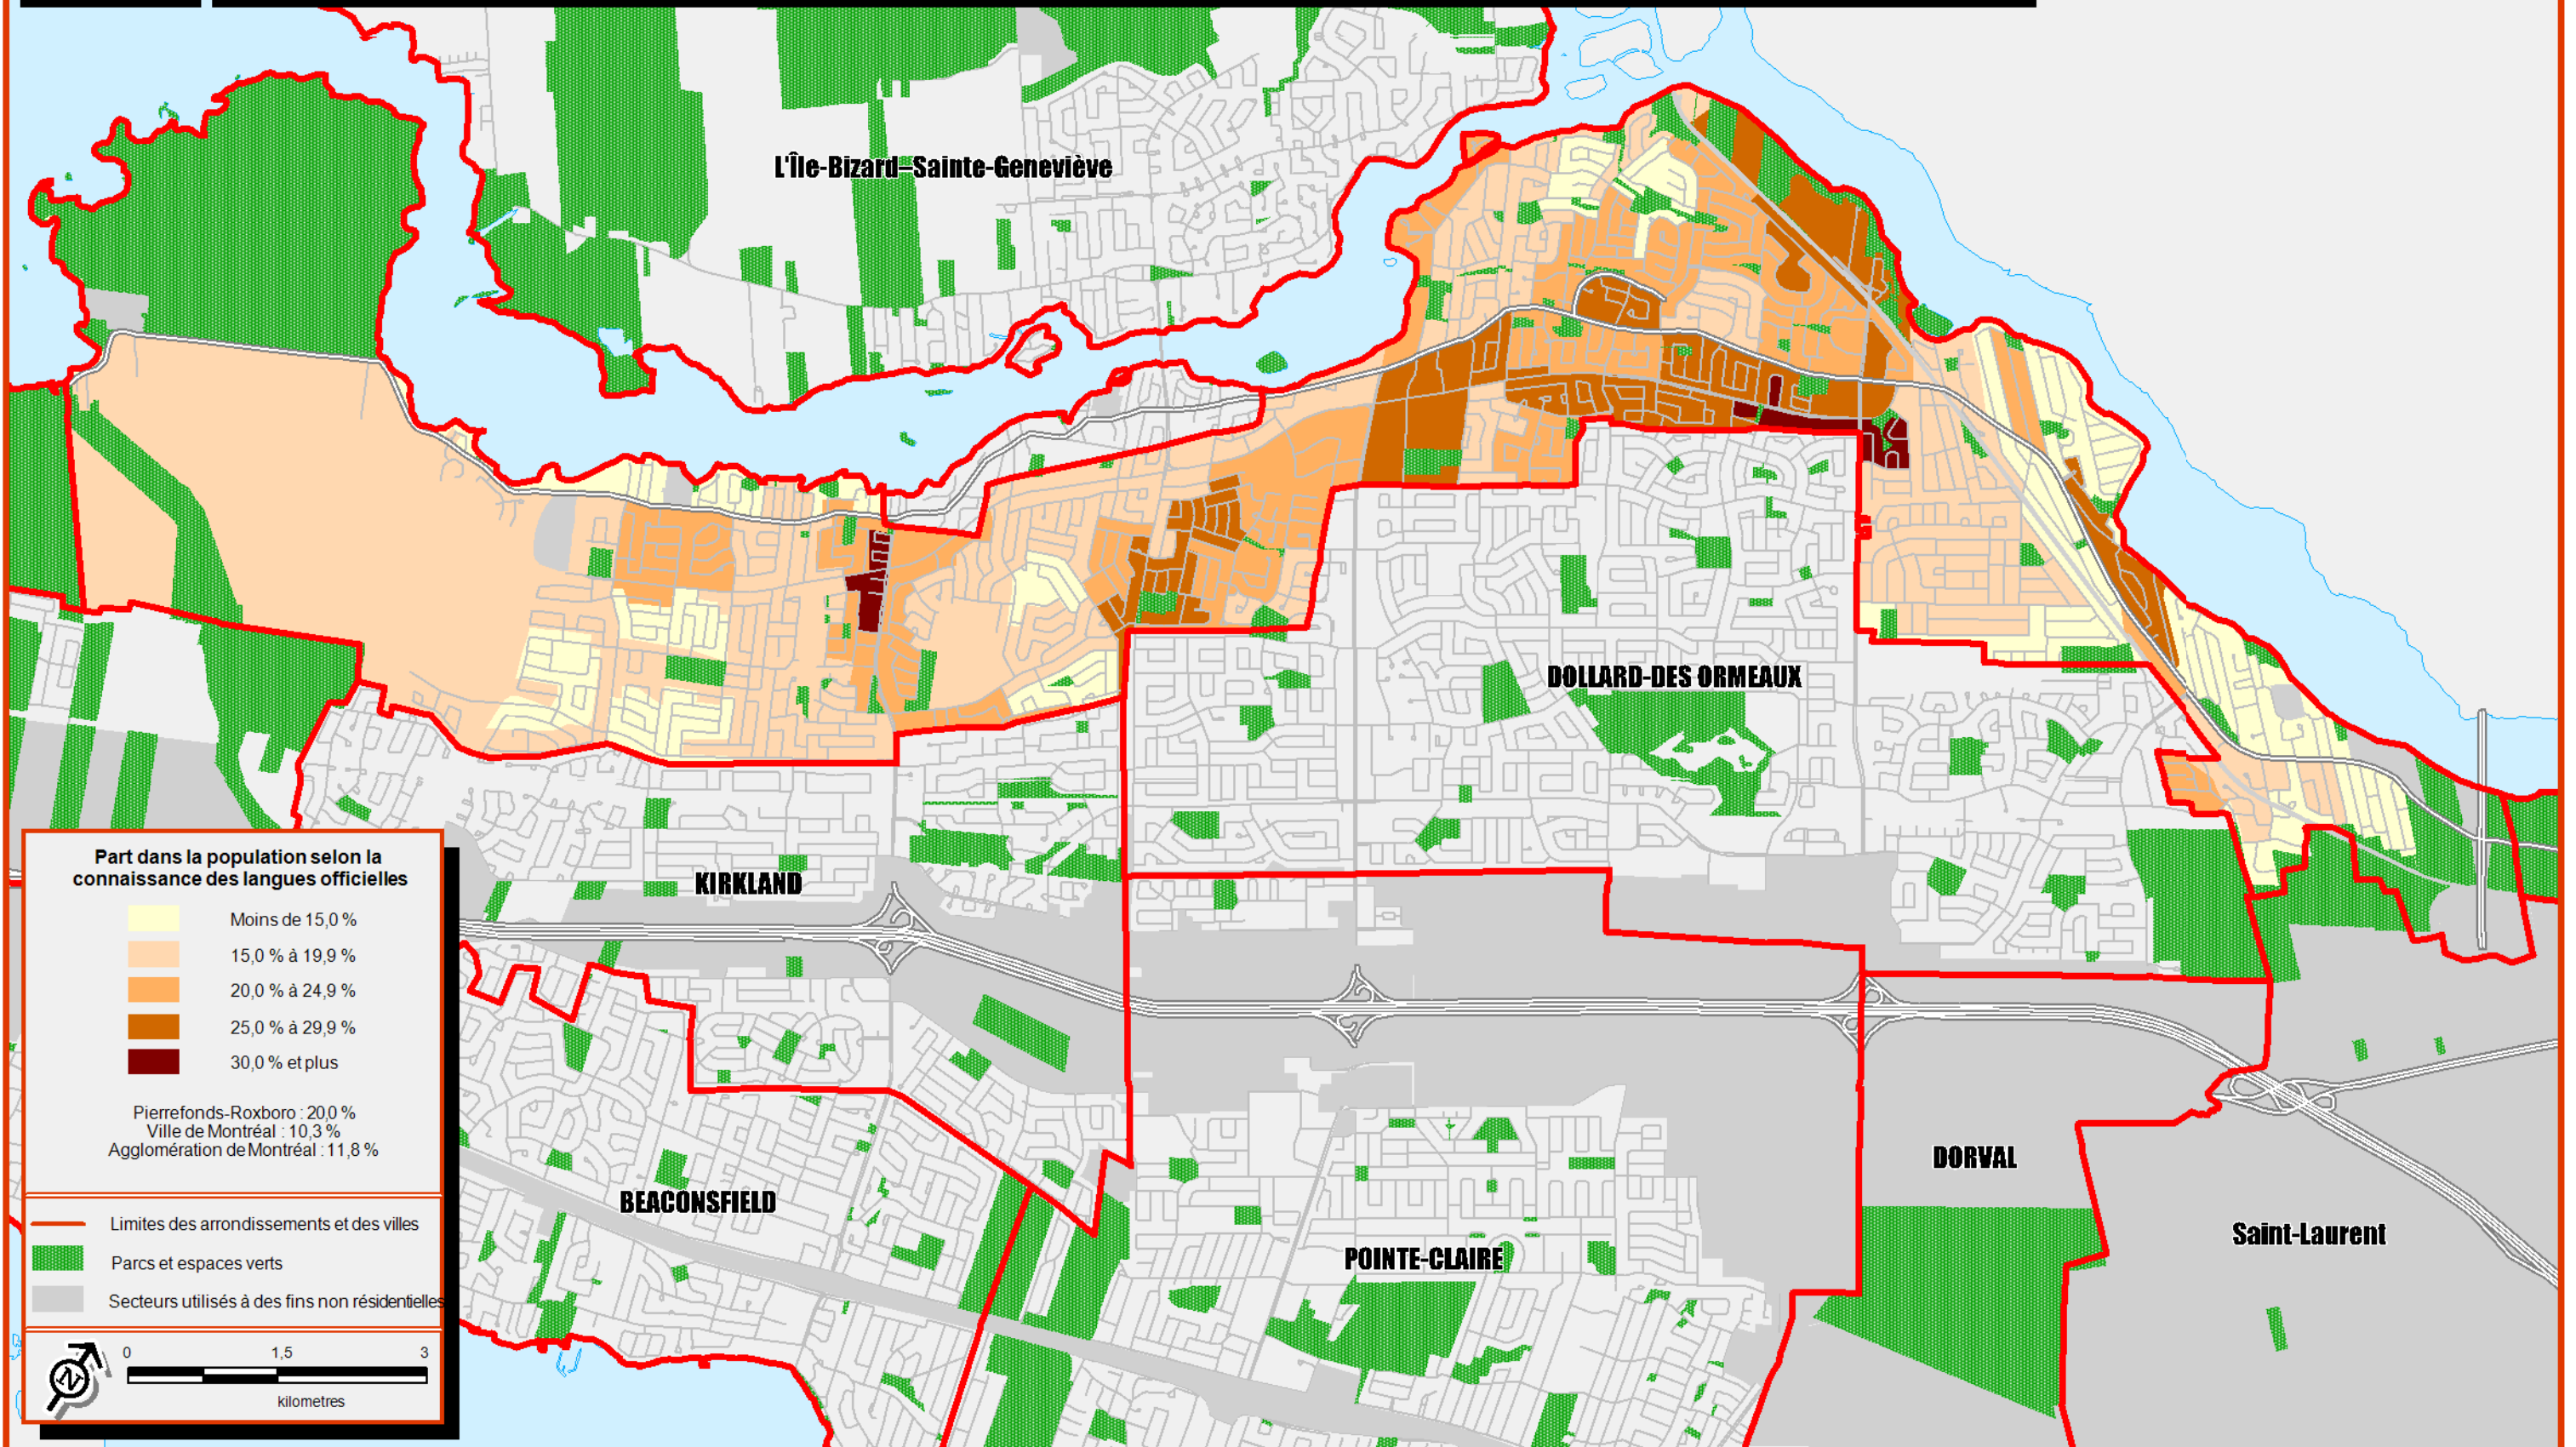 L'Île-Bizard–Sainte-Geneviève
DOLLARD-DES ORMEAUX
KIRKLAND
BEACONSFIELD
POINTE-CLAIRE
DORVAL
Saint-Laurent
Part dans la population selon la
connaissance des langues officielles
Moins de 15,0 %
15,0 % à 19,9 %
20,0 % à 24,9 %
25,0 % à 29,9 %
30,0 % et plus
Pierrefonds-Roxboro : 20,0 %
Ville de Montréal : 10,3 %
Agglomération de Montréal : 11,8 %
Limites des arrondissements et des villes
Parcs et espaces verts
Secteurs utilisés à des fins non résidentielles
N
0 1,5 3
kilometres